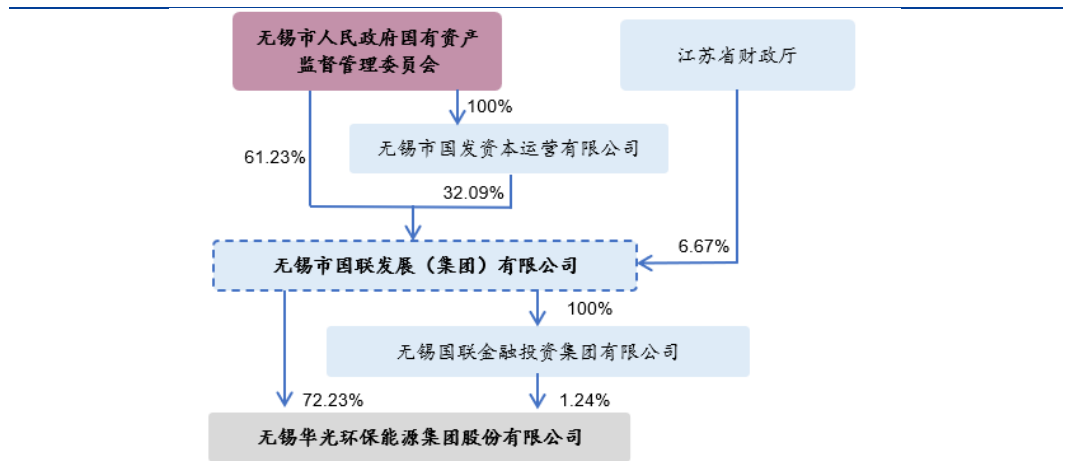 无锡市人民政府国有资产
监督管理委员会
江苏省财政厅
100%
无锡市国发资本运营有限公司
61.23%
32.09%
6.67%
无锡市国联发展（集团）有限公司
100%
无锡国联金融投资集团有限公司
72.23%
1.24%
无锡华光环保能源集团股份有限公司